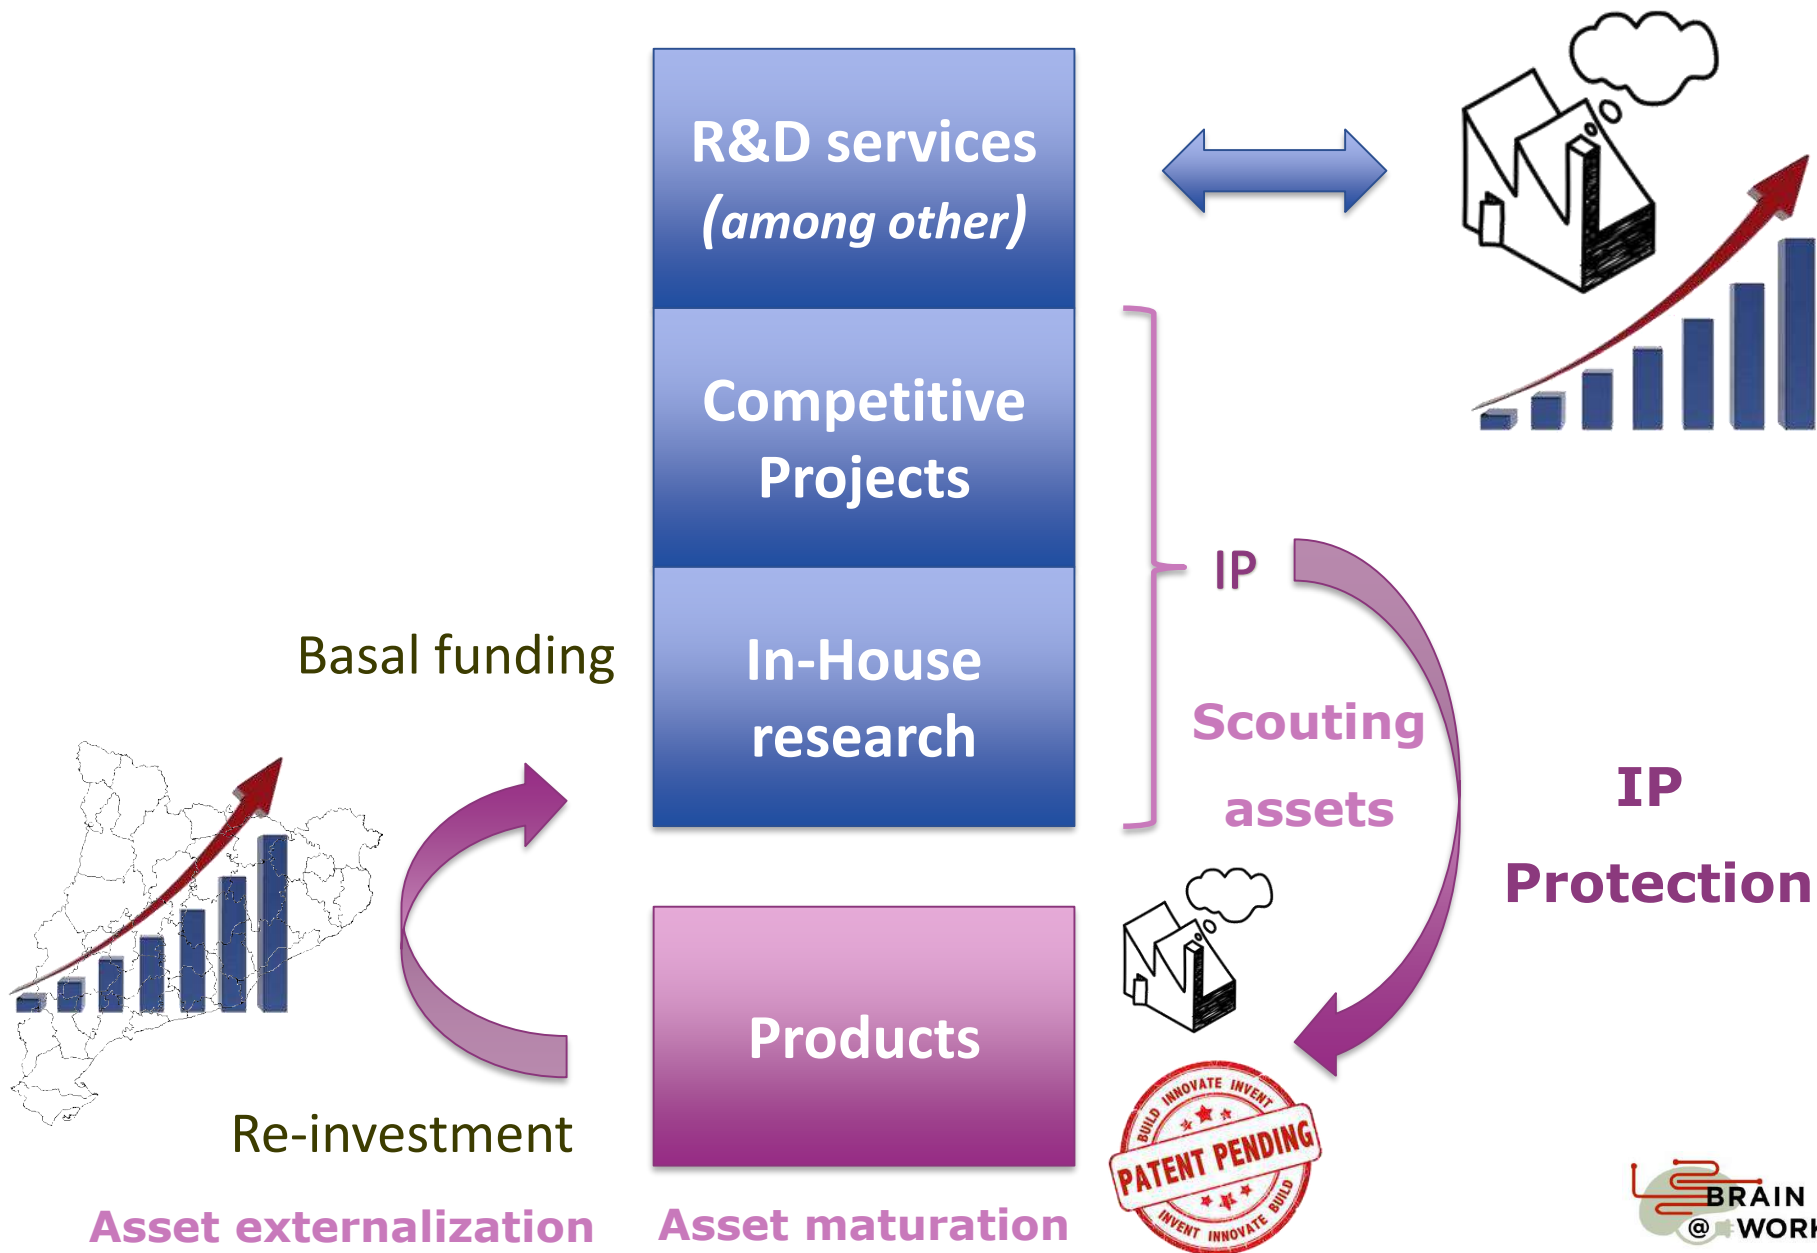 R&D services
(among other)
Competitive
Projects
IP
Basal funding
In-House
research
Scouting
assets
IP
Protection
Products
Re-investment
BUILD INNOVATE INVENT
PATENT PENDING
INVENT INNOVATE BUILD
Asset externalization
Asset maturation
BRAIN
@ WORK